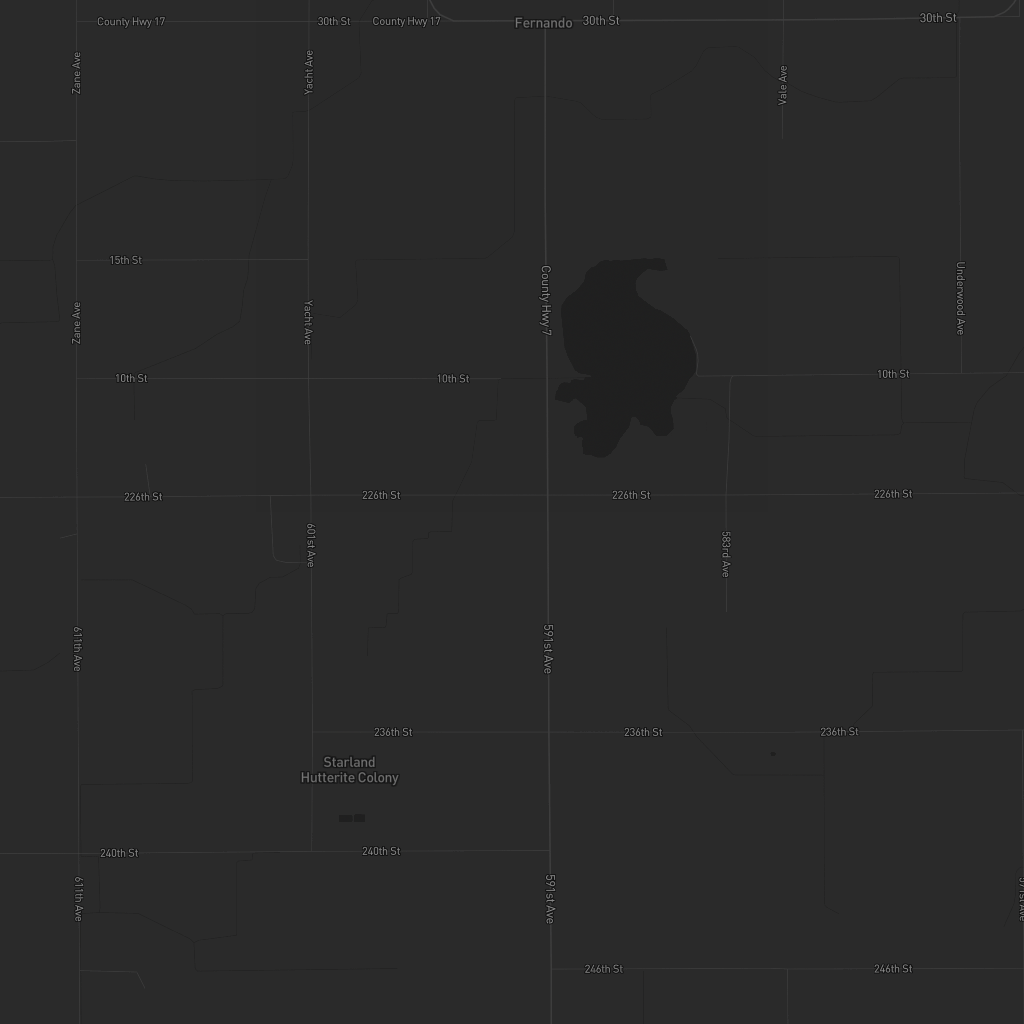 County Hwy 17
30th St
County Hwy 17
Fernando
30th St
30th St
Zane Ave
Yacht Ave
Vale Ave
15th St
County Hwy 7
Underwood Ave
Zane Ave
Yacht Ave
10th St
10th St
10th St
226th St
226th St
226th St
226th St
601st Ave
583rd Ave
611th Ave
591st Ave
236th St
236th St
236th St
Starland
Hutterite Colony
240th St
240th St
611th Ave
591st Ave
571st Ave
246th St
246th St